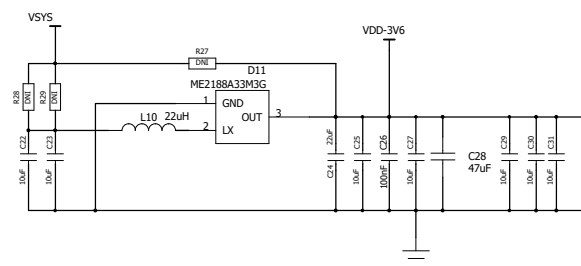 VSYS
VDD-3V6
R27
DNI
D11
ME2188A33M3G
R28
DNI
R29
DNI
1
GND
OUT
3
L10
22uH
2
LX
C22
10uF
C23
10uF
22uF
C24
C25
10uF
C26
100nF
C27
10uF
C28
47uF
C29
10uF
C30
10uF
C31
10uF